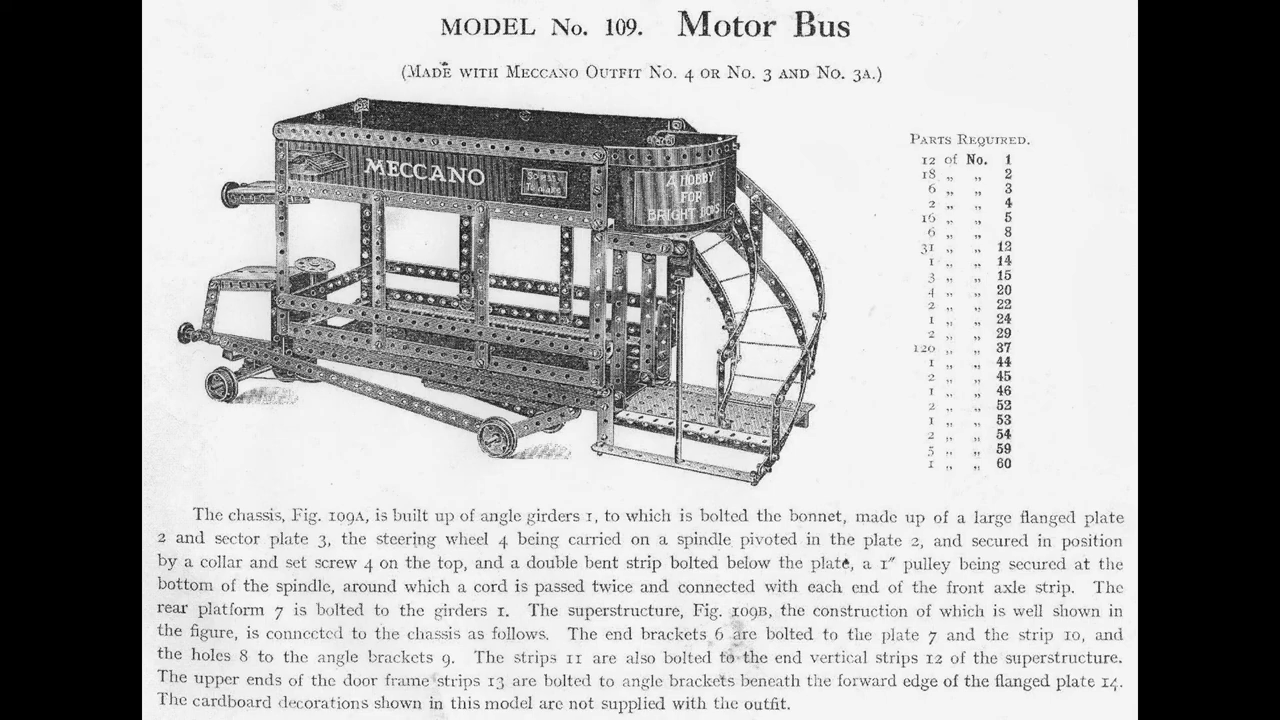 MODEL No. 109. Motor Bus
(MADE WITH MECCANO OUTFIT NO. 4 OR NO. 3 AND NO. 3A.)
PARTS REQUIRED.
12 of No. 1
18 „ „ 2
6 „ „ 3
2 „ „ 4
16 „ „ 5
6 „ „ 8
31 „ „ 12
1 „ „ 14
3 „ „ 15
4 „ „ 20
2 „ „ 22
1 „ „ 24
2 „ „ 29
120 „ „ 37
1 „ „ 44
2 „ „ 45
1 „ „ 46
2 „ „ 52
1 „ „ 53
2 „ „ 54
5 „ „ 59
1 „ „ 60
MECCANO
So easy
To make
A HOBBY
FOR
BRIGHT BOYS
The chassis, Fig. 109A, is built up of angle girders 1, to which is bolted the bonnet, made up of a large flanged plate
2 and sector plate 3, the steering wheel 4 being carried on a spindle pivoted in the plate 2, and secured in position
by a collar and set screw 4 on the top, and a double bent strip bolted below the plate, a 1″ pulley being secured at the
bottom of the spindle, around which a cord is passed twice and connected with each end of the front axle strip. The
rear platform 7 is bolted to the girders 1. The superstructure, Fig. 109B, the construction of which is well shown in
the figure, is connected to the chassis as follows. The end brackets 6 are bolted to the plate 7 and the strip 10, and
the holes 8 to the angle brackets 9. The strips 11 are also bolted to the end vertical strips 12 of the superstructure.
The upper ends of the door frame strips 13 are bolted to angle brackets beneath the forward edge of the flanged plate 14.
The cardboard decorations shown in this model are not supplied with the outfit.